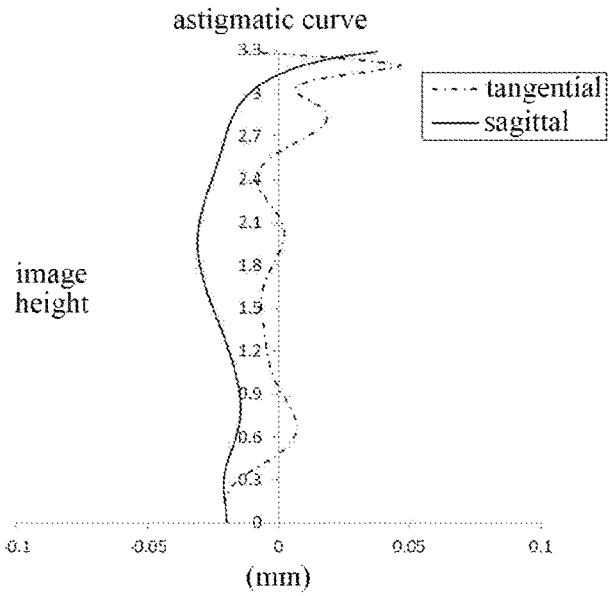 astigmatic curve
3.3
3
2.7
2.4
2.1
1.8
1.5
1.2
0.9
0.6
0.3
0
tangential
sagittal
image
height
-0.1
-0.05
0
0.05
0.1
(mm)